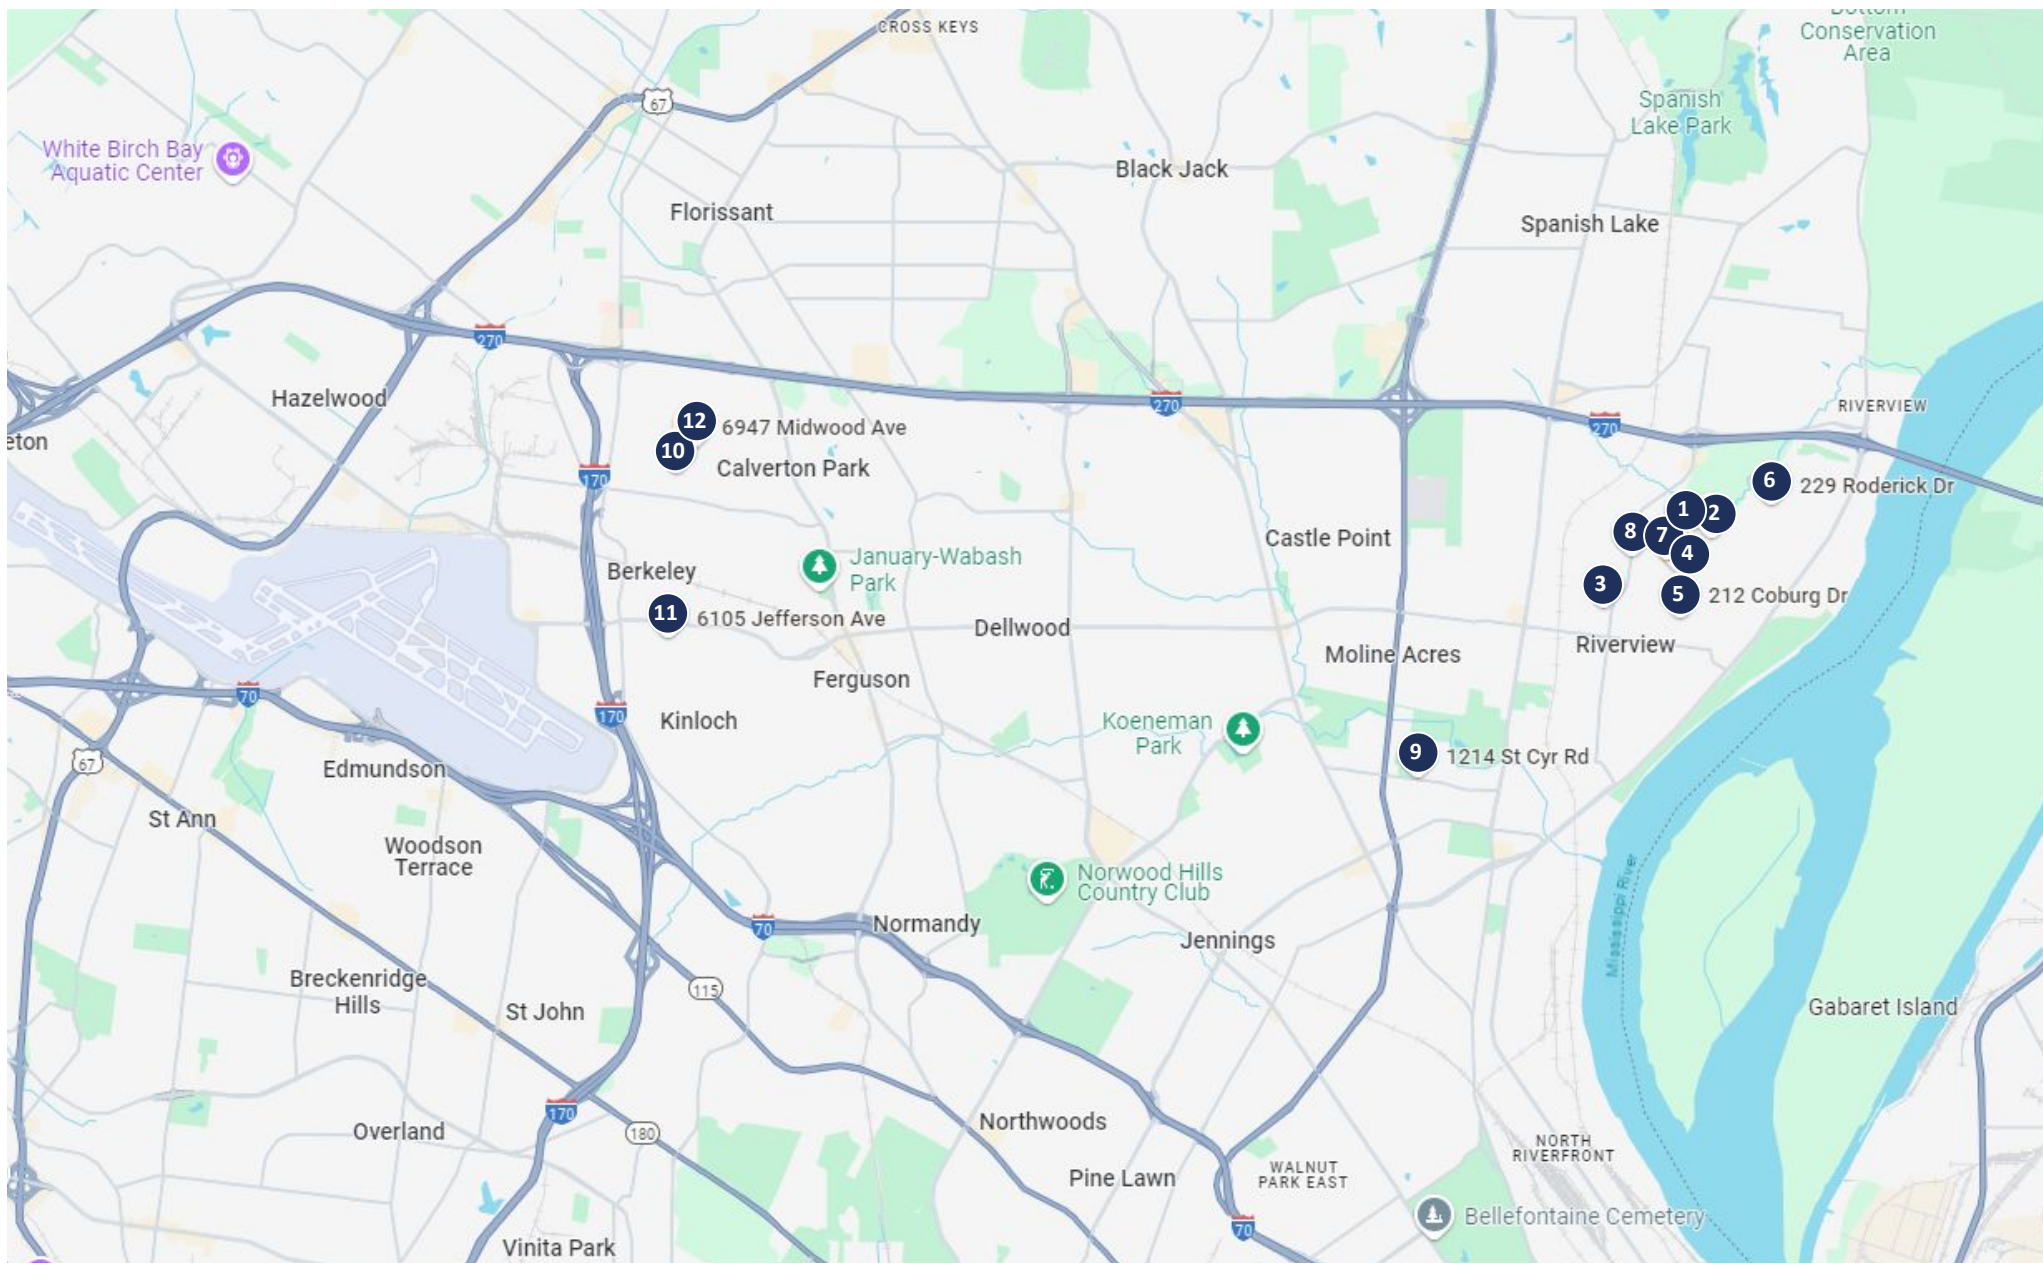 CROSS KEYS
Bottom
Conservation
Area
67
Spanish
Lake Park
White Birch Bay
Aquatic Center
Black Jack
Florissant
Spanish Lake
270
Hazelwood
270
RIVERVIEW
270
12
6947 Midwood Ave
eton
10
Calverton Park
170
6
229 Roderick Dr
1
2
8
7
Castle Point
4
January-Wabash
Park
Berkeley
3
5
212 Coburg Dr
11
6105 Jefferson Ave
Dellwood
Riverview
Moline Acres
Ferguson
70
170
Kinloch
Koeneman
Park
9
1214 St Cyr Rd
67
Edmundson
St Ann
Woodson
Terrace
Norwood Hills
Country Club
Mississippi River
70
Normandy
Jennings
Breckenridge
Hills
115
St John
Gabaret Island
170
Northwoods
Overland
180
NORTH
RIVERFRONT
Pine Lawn
WALNUT
PARK EAST
Bellefontaine Cemetery
70
Vinita Park